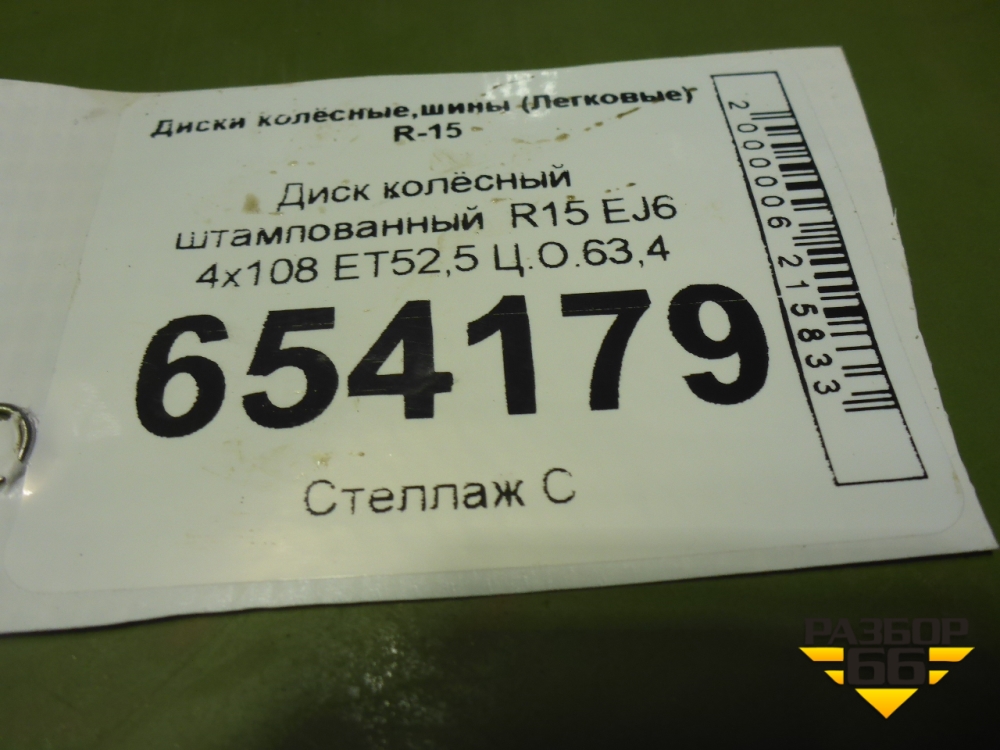 Диски колёсные,шины (Легковые)
R-15
Диск колёсный
штампованный R15 EJ6
4x108 ET52,5 Ц.О.63,4
654179
Стеллаж С
2000006215833
РАЗБОР
66